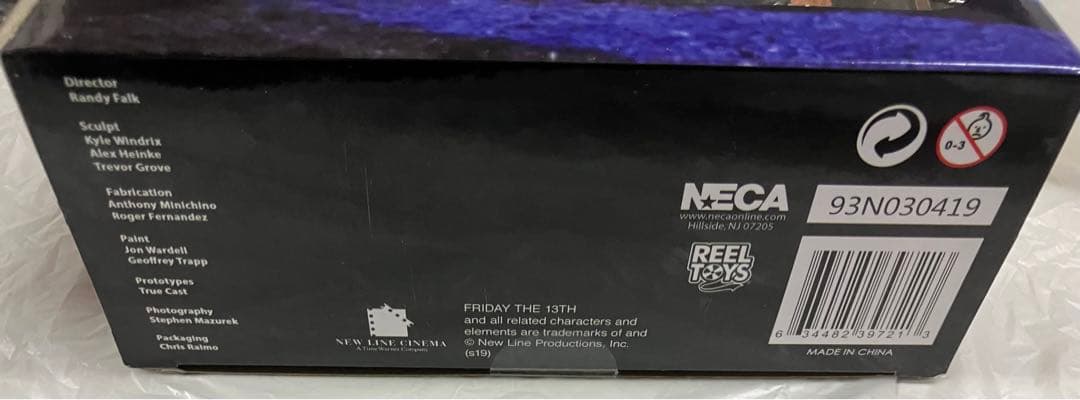 Director
Randy Falk
Sculpt
Kyle Windrix
Alex Heinke
Trevor Grove
Fabrication
Anthony Minichino
Roger Fernandez
Paint
Jon Wardell
Geoffrey Trapp
Prototypes
True Cast
Photography
Stephen Mazurek
Packaging
Chris Raimo
NEW LINE CINEMA
A Time Warner Company
FRIDAY THE 13TH
and all related characters and
elements are trademarks of and
© New Line Productions, Inc.
(s19)
NECA
www.necaonline.com
Hillside, NJ 07205
REEL
TOYS
0-3
93N030419
6 34482 39721 3
MADE IN CHINA